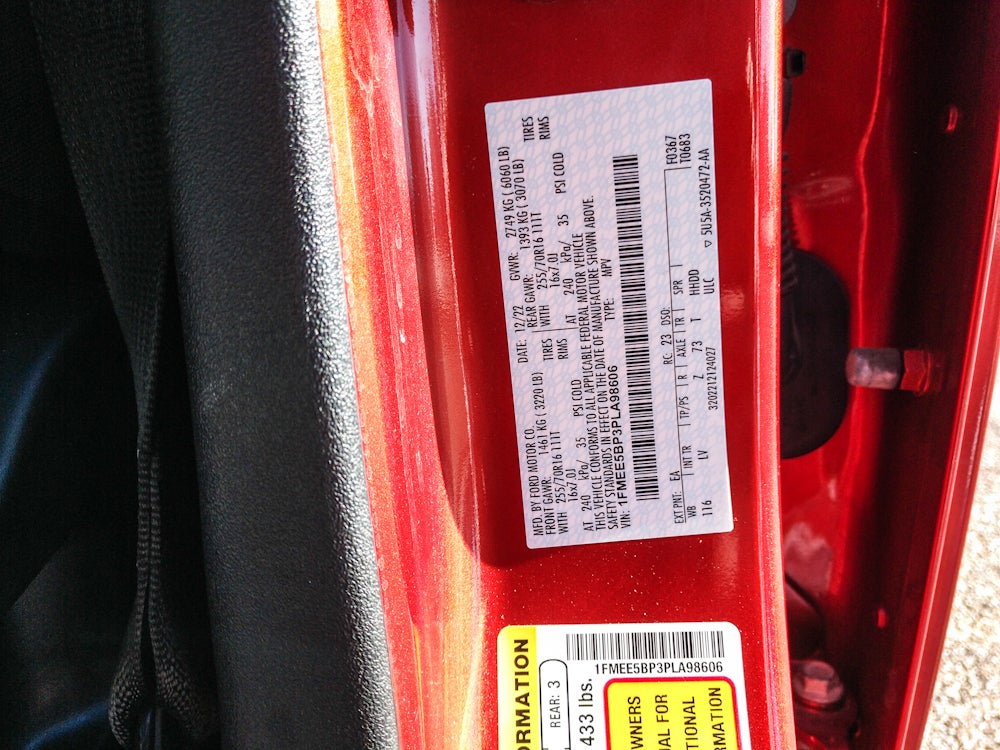 MFD. BY FORD MOTOR CO.
DATE: 12/22
GVWR: 2749 KG ( 6060 LB)
FRONT GAWR: 1461 KG ( 3220 LB)
REAR GAWR: 1393 KG ( 3070 LB)
WITH 255/70R16 111T TIRES
WITH 255/70R16 111T TIRES
16x7.0J RIMS
16x7.0J RIMS
AT 240 kPa/ 35 PSI COLD
AT 240 kPa/ 35 PSI COLD
THIS VEHICLE CONFORMS TO ALL APPLICABLE FEDERAL MOTOR VEHICLE
SAFETY STANDARDS IN EFFECT ON THE DATE OF MANUFACTURE SHOWN ABOVE.
VIN: 1FMEE5BP3PLA98606
TYPE: MPV
F0367
T0683
EXT PNT: EA RC: 23 DSO:
WB | INT TR | TP/PS | R | AXLE | TR | SPR
116 LV Z 73 T HHDD
ULC
3202212124027
▽ 5U5A-3520472-AA
1FMEE5BP3PLA98606
ORMATION
REAR: 3
433 lbs.
WNERS
UAL FOR
TIONAL
RMATION